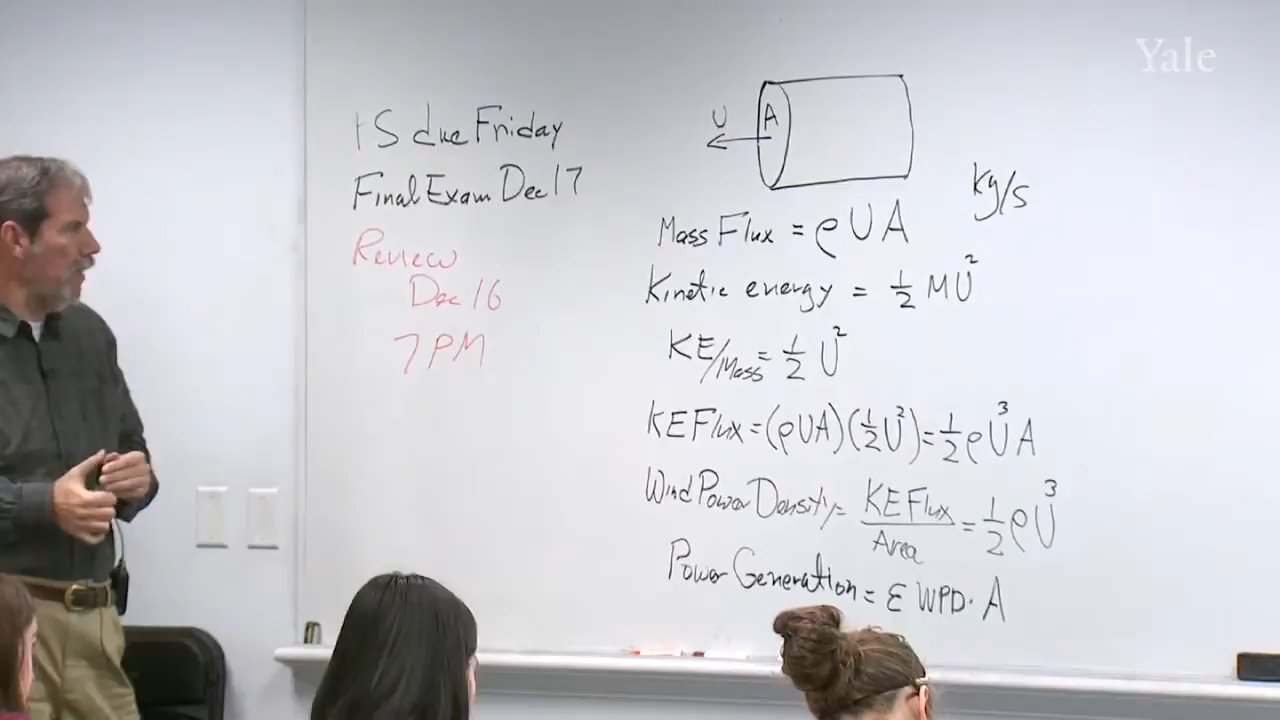 Yale
S due Friday
Final Exam Dec 17
Review
Dec 16
7 PM
U
A
kg/s
Mass Flux = ρUA
Kinetic energy = 1/2 MU²
KE/Mass = 1/2 U²
KE Flux = (ρUA)(1/2 U²) = 1/2 ρU³A
Wind Power Density = KE Flux/Area = 1/2 ρU³
Power Generation = ε WPD · A